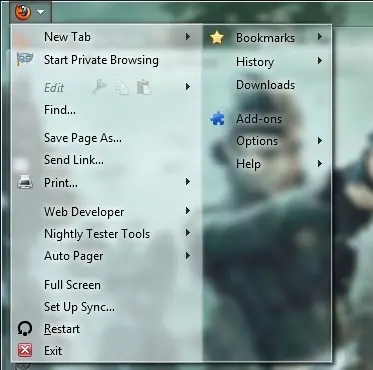 New Tab
Start Private Browsing
Edit
Find...
Save Page As...
Send Link...
Print...
Web Developer
Nightly Tester Tools
Auto Pager
Full Screen
Set Up Sync...
Restart
Exit
Bookmarks
History
Downloads
Add-ons
Options
Help